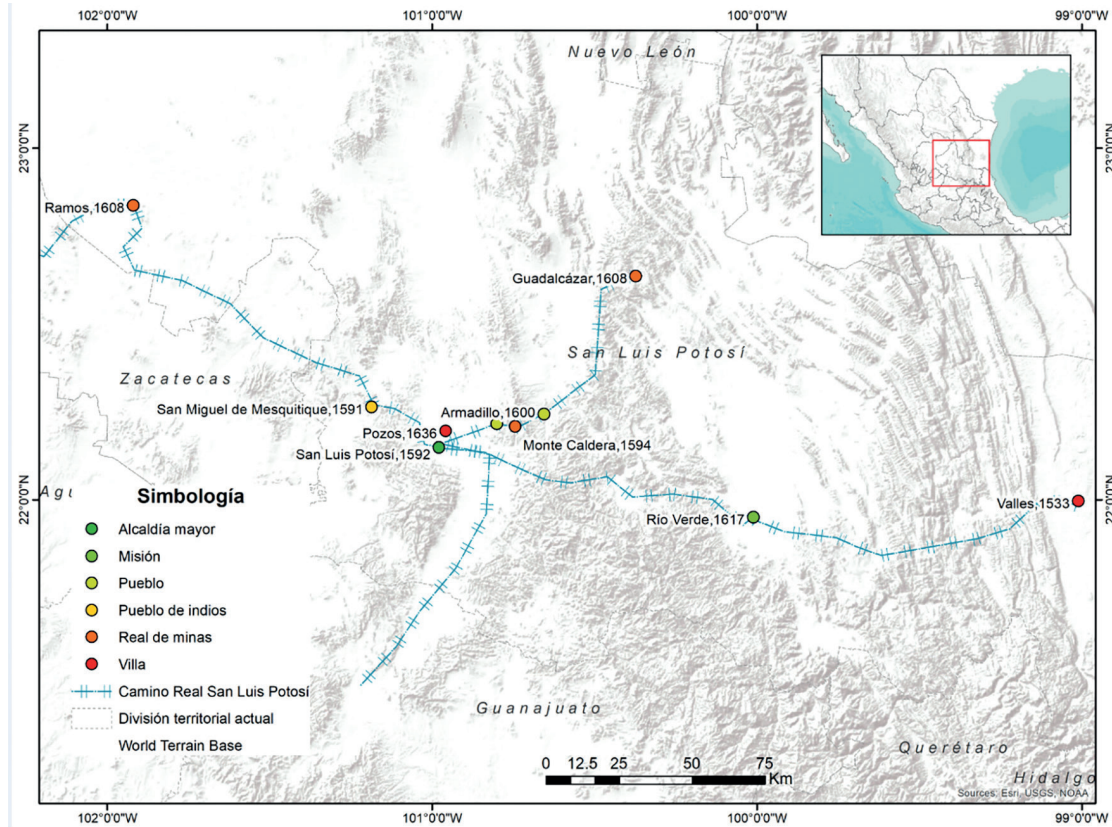 102°0'0"W 101°0'0"W 100°0'0"W 99°0'0"W
Nuevo León
23°0'0"N 23°0'0"N
Ramos,1608
Guadalcázar,1608
San Luis Potosí
Zacatecas
San Miguel de Mesquitique,1591
Armadillo,1600
Pozos,1636
Monte Caldera,1594
San Luis Potosí,1592
22°0'0"N 22°0'0"N
Agu
Valles,1533
Río Verde,1617
Simbología
Alcaldía mayor
Misión
Pueblo
Pueblo de indios
Real de minas
Villa
Camino Real San Luis Potosí
División territorial actual
World Terrain Base
Guanajuato
Querétaro
Hidalgo
0 12.5 25 50 75
Km
Sources: Esri, USGS, NOAA
102°0'0"W 101°0'0"W 100°0'0"W 99°0'0"W